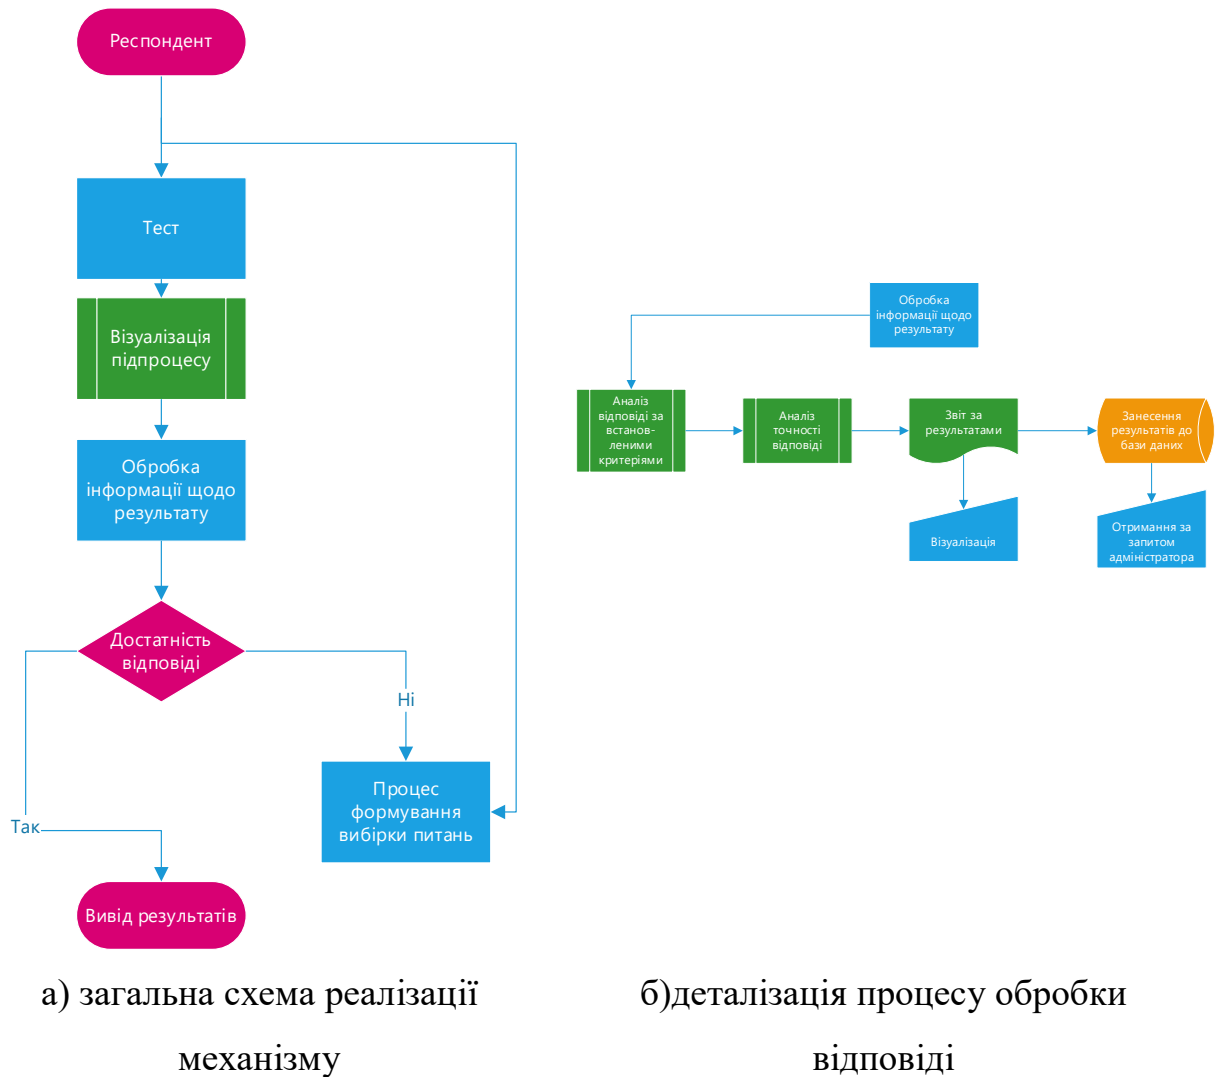 Респондент
Тест
Візуалізація
підпроцесу
Обробка
інформації щодо
результату
Достатність
відповіді
Ні
Процес
формування
вибірки питань
Так
Вивід результатів
Обробка
інформації щодо
результату
Аналіз
відповіді за
встанов-
леними
критеріями
Аналіз
точності
відповіді
Звіт за
результатами
Занесення
результатів до
бази даних
Візуалізація
Отримання за
запитом
адміністратора
а) загальна схема реалізації
механізму
б)деталізація процесу обробки
відповіді